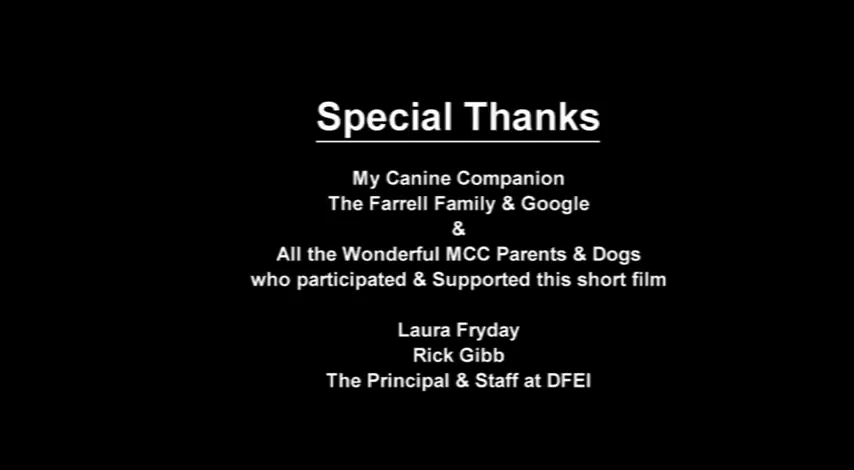 Special Thanks
My Canine Companion
The Farrell Family & Google
&
All the Wonderful MCC Parents & Dogs
who participated & Supported this short film
Laura Fryday
Rick Gibb
The Principal & Staff at DFEI